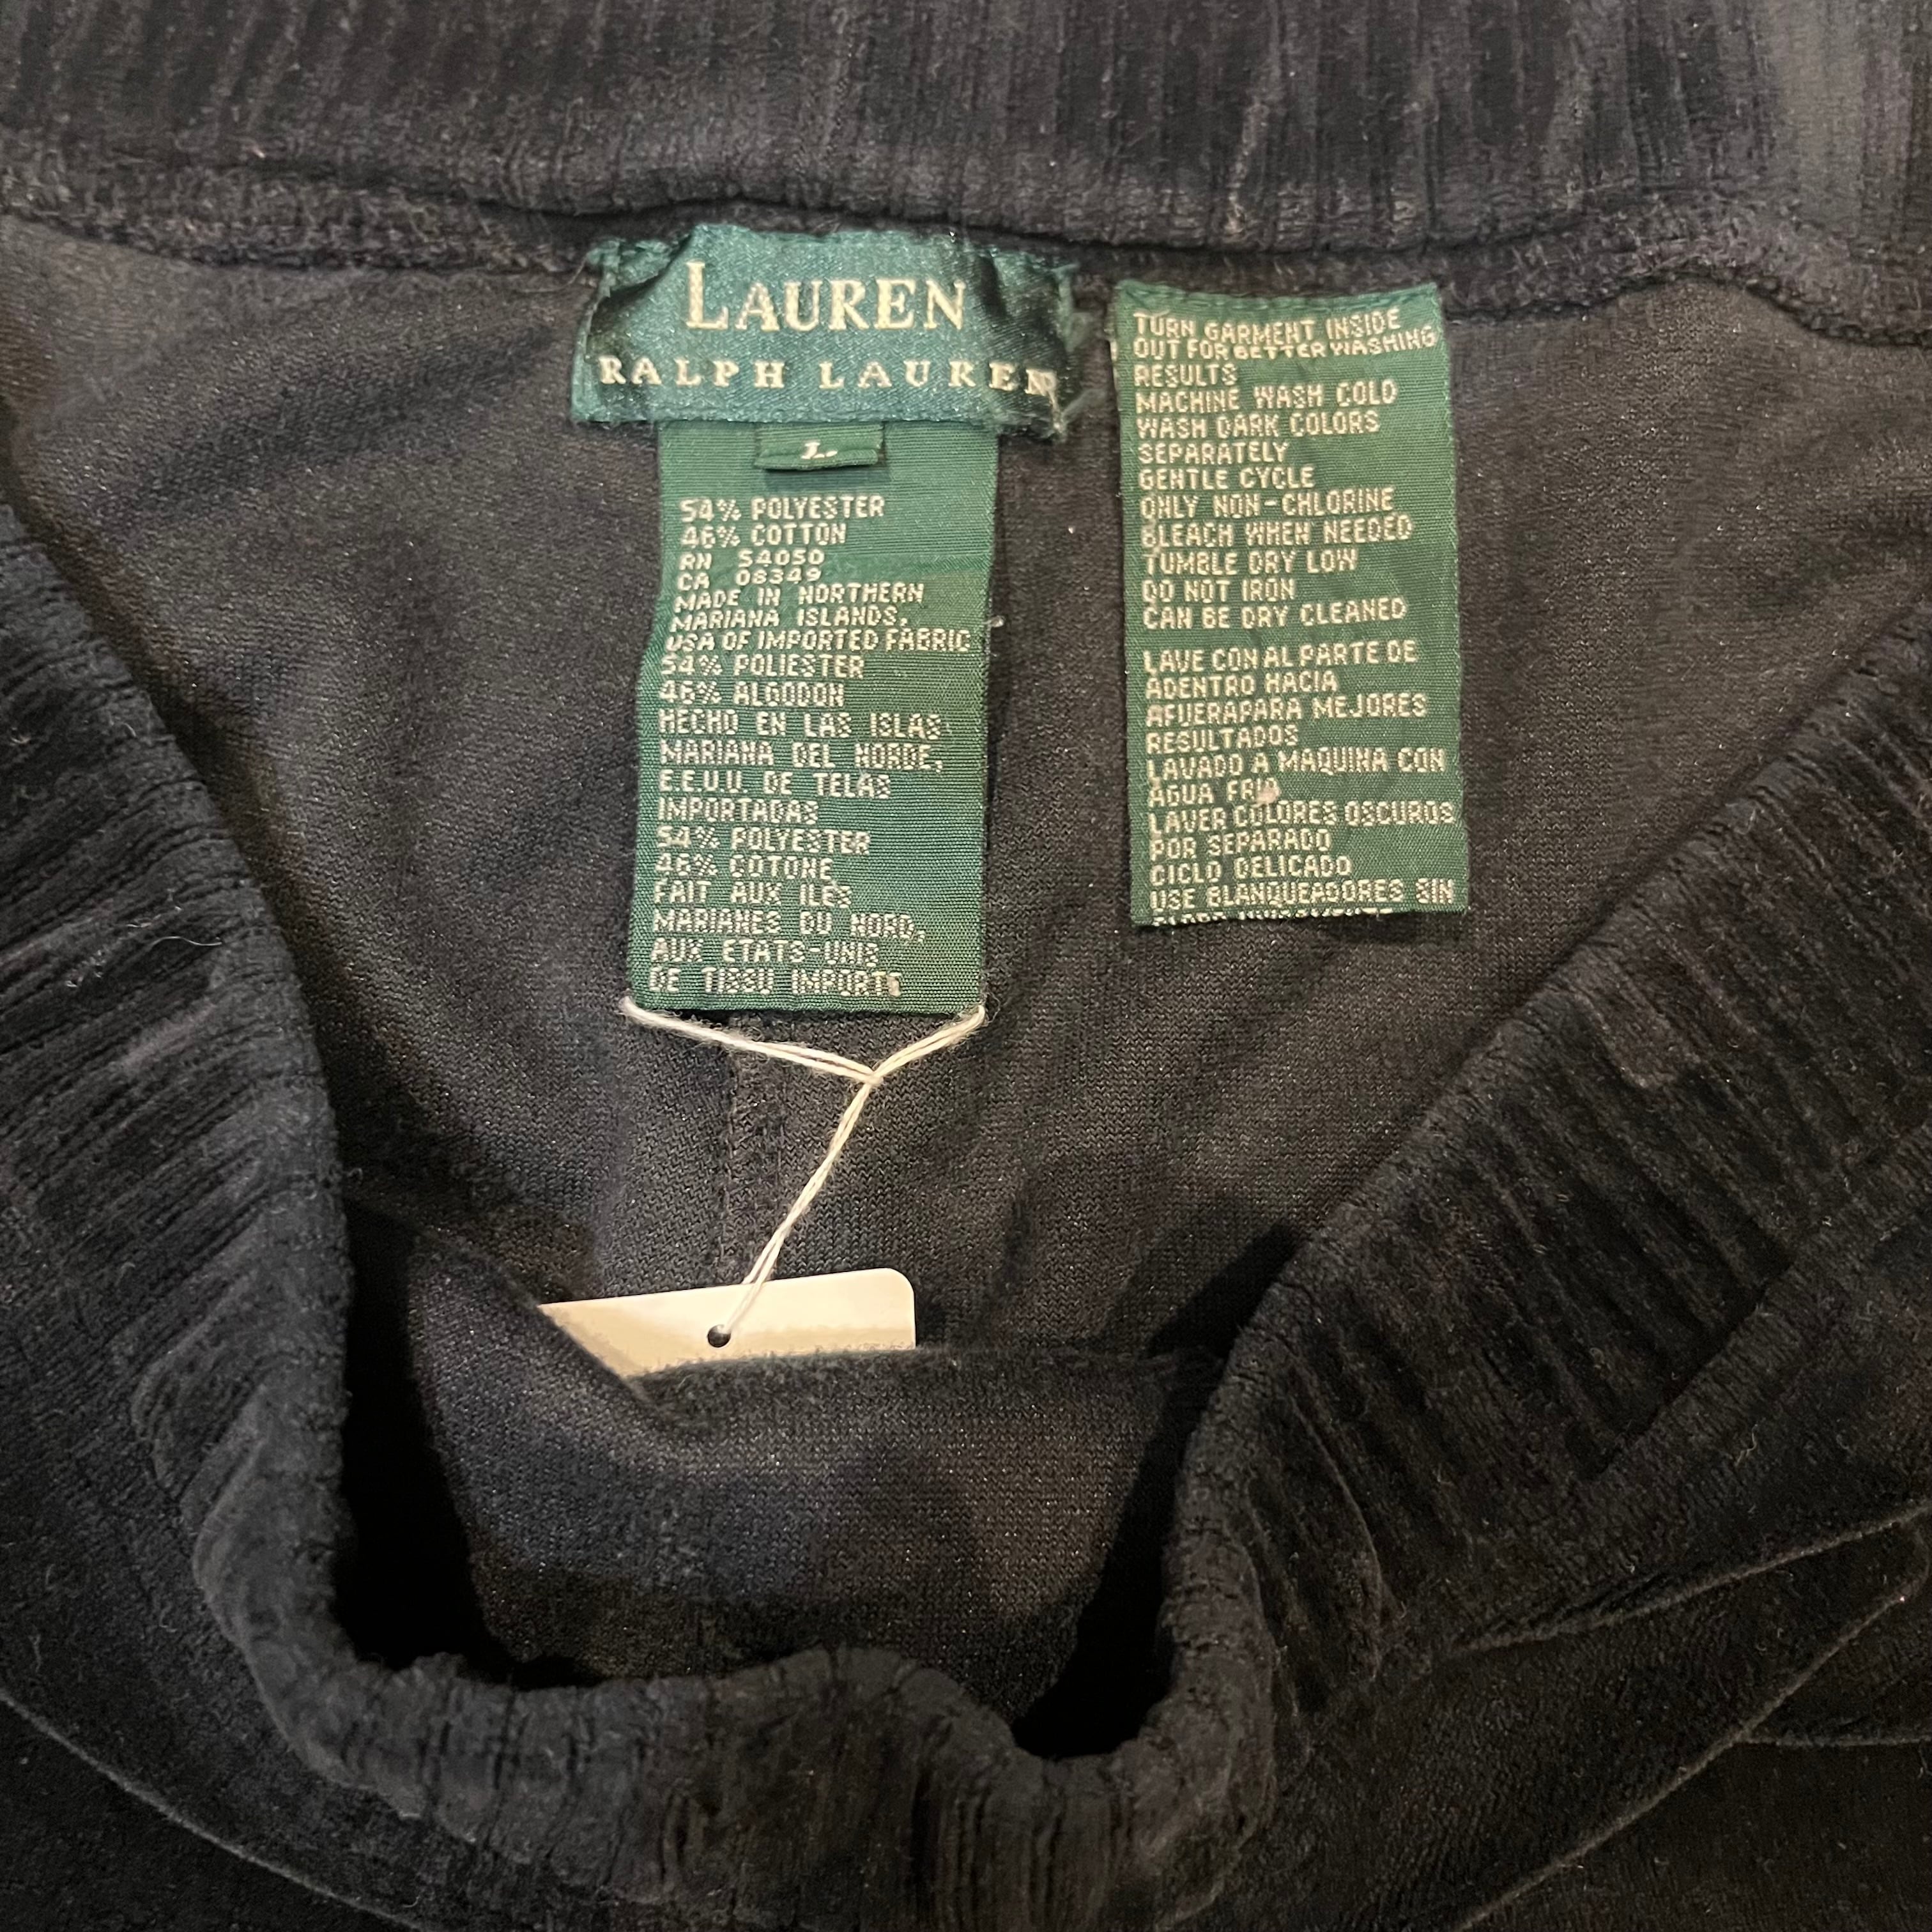 LAUREN
RALPH LAUREN
L
54% POLYESTER
46% COTTON
RN 54050
CA 08349
MADE IN NORTHERN
MARIANA ISLANDS,
USA OF IMPORTED FABRIC
54% POLIESTER
46% ALGODON
HECHO EN LAS ISLAS
MARIANA DEL NORDE,
E.E.U.U. DE TELAS
IMPORTADAS
54% POLYESTER
46% COTONE
FAIT AUX ILES
MARIANES DU NORD,
AUX ETATS-UNIS
DE TISSU IMPORTE
TURN GARMENT INSIDE
OUT FOR BETTER WASHING
RESULTS
MACHINE WASH COLD
WASH DARK COLORS
SEPARATELY
GENTLE CYCLE
ONLY NON-CHLORINE
BLEACH WHEN NEEDED
TUMBLE DRY LOW
DO NOT IRON
CAN BE DRY CLEANED
LAVE CON AL PARTE DE
ADENTRO HACIA
AFUERAPARA MEJORES
RESULTADOS
LAVADO A MAQUINA CON
AGUA FRIA
LAVER COLORES OSCUROS
POR SEPARADO
CICLO DELICADO
USE BLANQUEADORES SIN